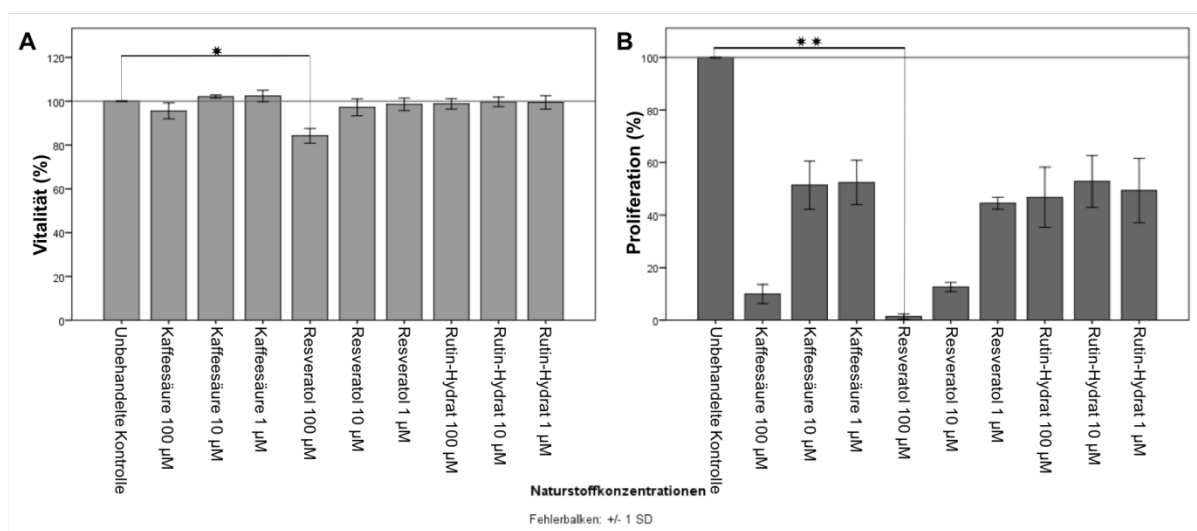 A
*
Vitalität (%)
120
100
80
60
40
20
0
Unbehandelte Kontrolle
Kaffeesäure 100 µM
Kaffeesäure 10 µM
Kaffeesäure 1 µM
Resveratol 100 µM
Resveratol 10 µM
Resveratol 1 µM
Rutin-Hydrat 100 µM
Rutin-Hydrat 10 µM
Rutin-Hydrat 1 µM
B
**
Proliferation (%)
100
80
60
40
20
0
Unbehandelte Kontrolle
Kaffeesäure 100 µM
Kaffeesäure 10 µM
Kaffeesäure 1 µM
Resveratol 100 µM
Resveratol 10 µM
Resveratol 1 µM
Rutin-Hydrat 100 µM
Rutin-Hydrat 10 µM
Rutin-Hydrat 1 µM
Naturstoffkonzentrationen
Fehlerbalken: +/- 1 SD